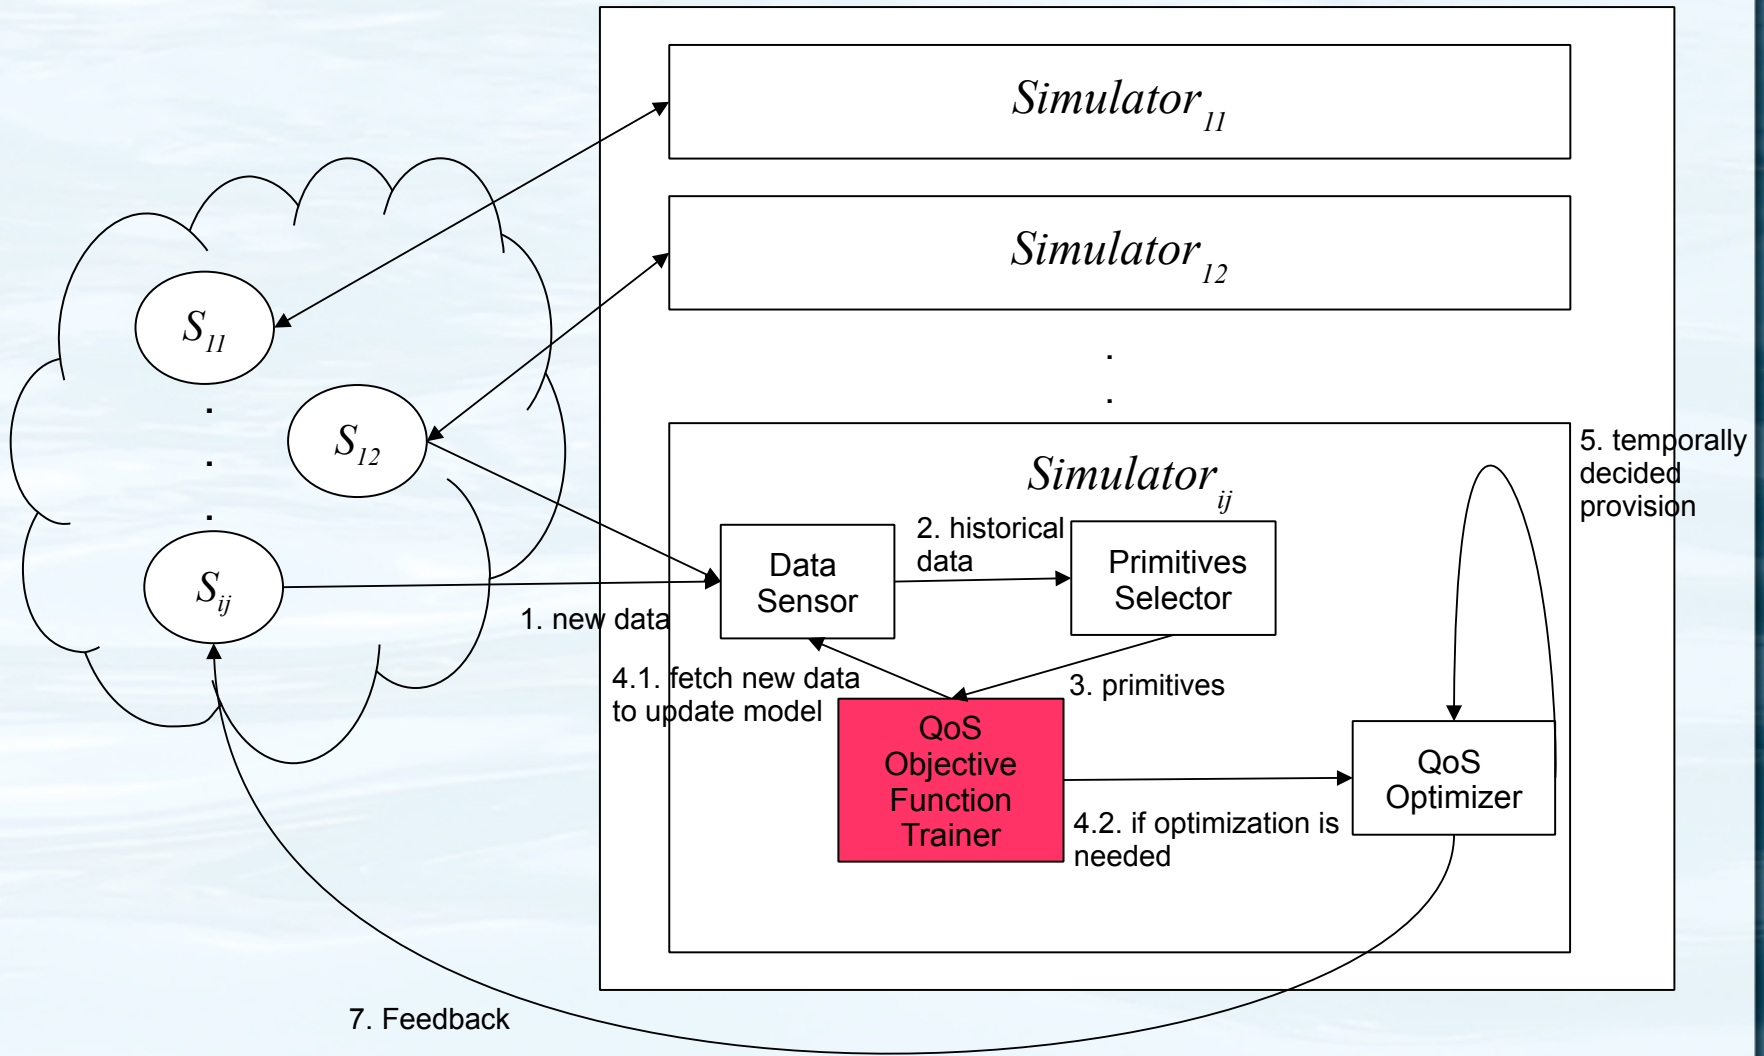 Simulator11
Simulator12
.
.
S11
.
.
.
S12
Sij
Simulatorij
5. temporally
decided
provision
2. historical
data
Data
Sensor
Primitives
Selector
1. new data
4.1. fetch new data
to update model
3. primitives
QoS
Objective
Function
Trainer
QoS
Optimizer
4.2. if optimization is
needed
7. Feedback